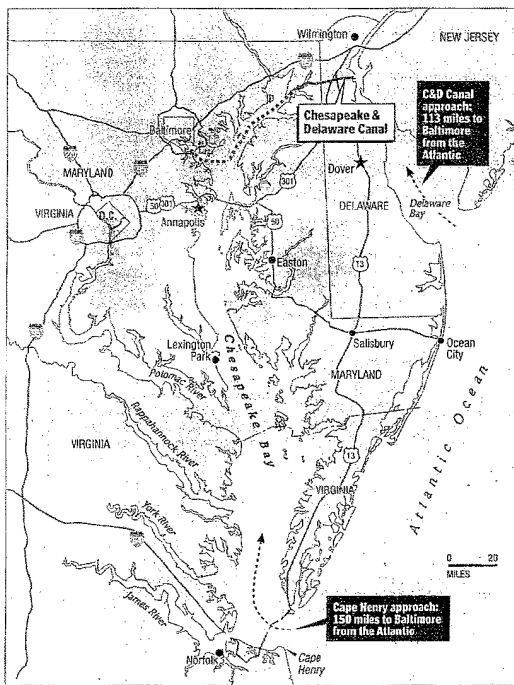 Wilmington
NEW JERSEY
C&D Canal
approach:
113 miles to
Baltimore
from the
Atlantic
Chesapeake &
Delaware Canal
Baltimore
Dover
301
MARYLAND
DELAWARE
Delaware
Bay
VIRGINIA
D.C.
50
301
Annapolis
50
Easton
13
Salisbury
Ocean
City
Lexington
Park
Chesapeake Bay
MARYLAND
Potomac River
Rappahannock River
VIRGINIA
13
VIRGINIA
Atlantic Ocean
York River
0 20
MILES
James River
Cape Henry approach:
150 miles to Baltimore
from the Atlantic
Norfolk
Cape
Henry